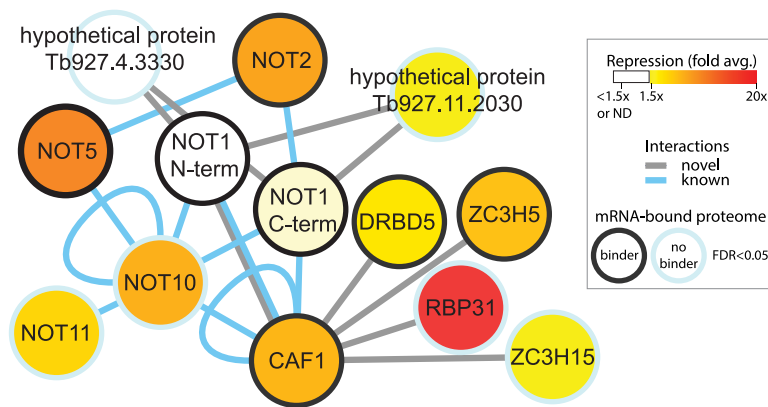 hypothetical protein
Tb927.4.3330
NOT2
hypothetical protein
Tb927.11.2030
NOT5
NOT1
N-term
NOT1
C-term
DRBD5
ZC3H5
NOT10
RBP31
NOT11
CAF1
ZC3H15
Repression (fold avg.)
<1.5x
or ND
1.5x
20x
Interactions
novel
known
mRNA-bound proteome
binder
no
binder
FDR<0.05